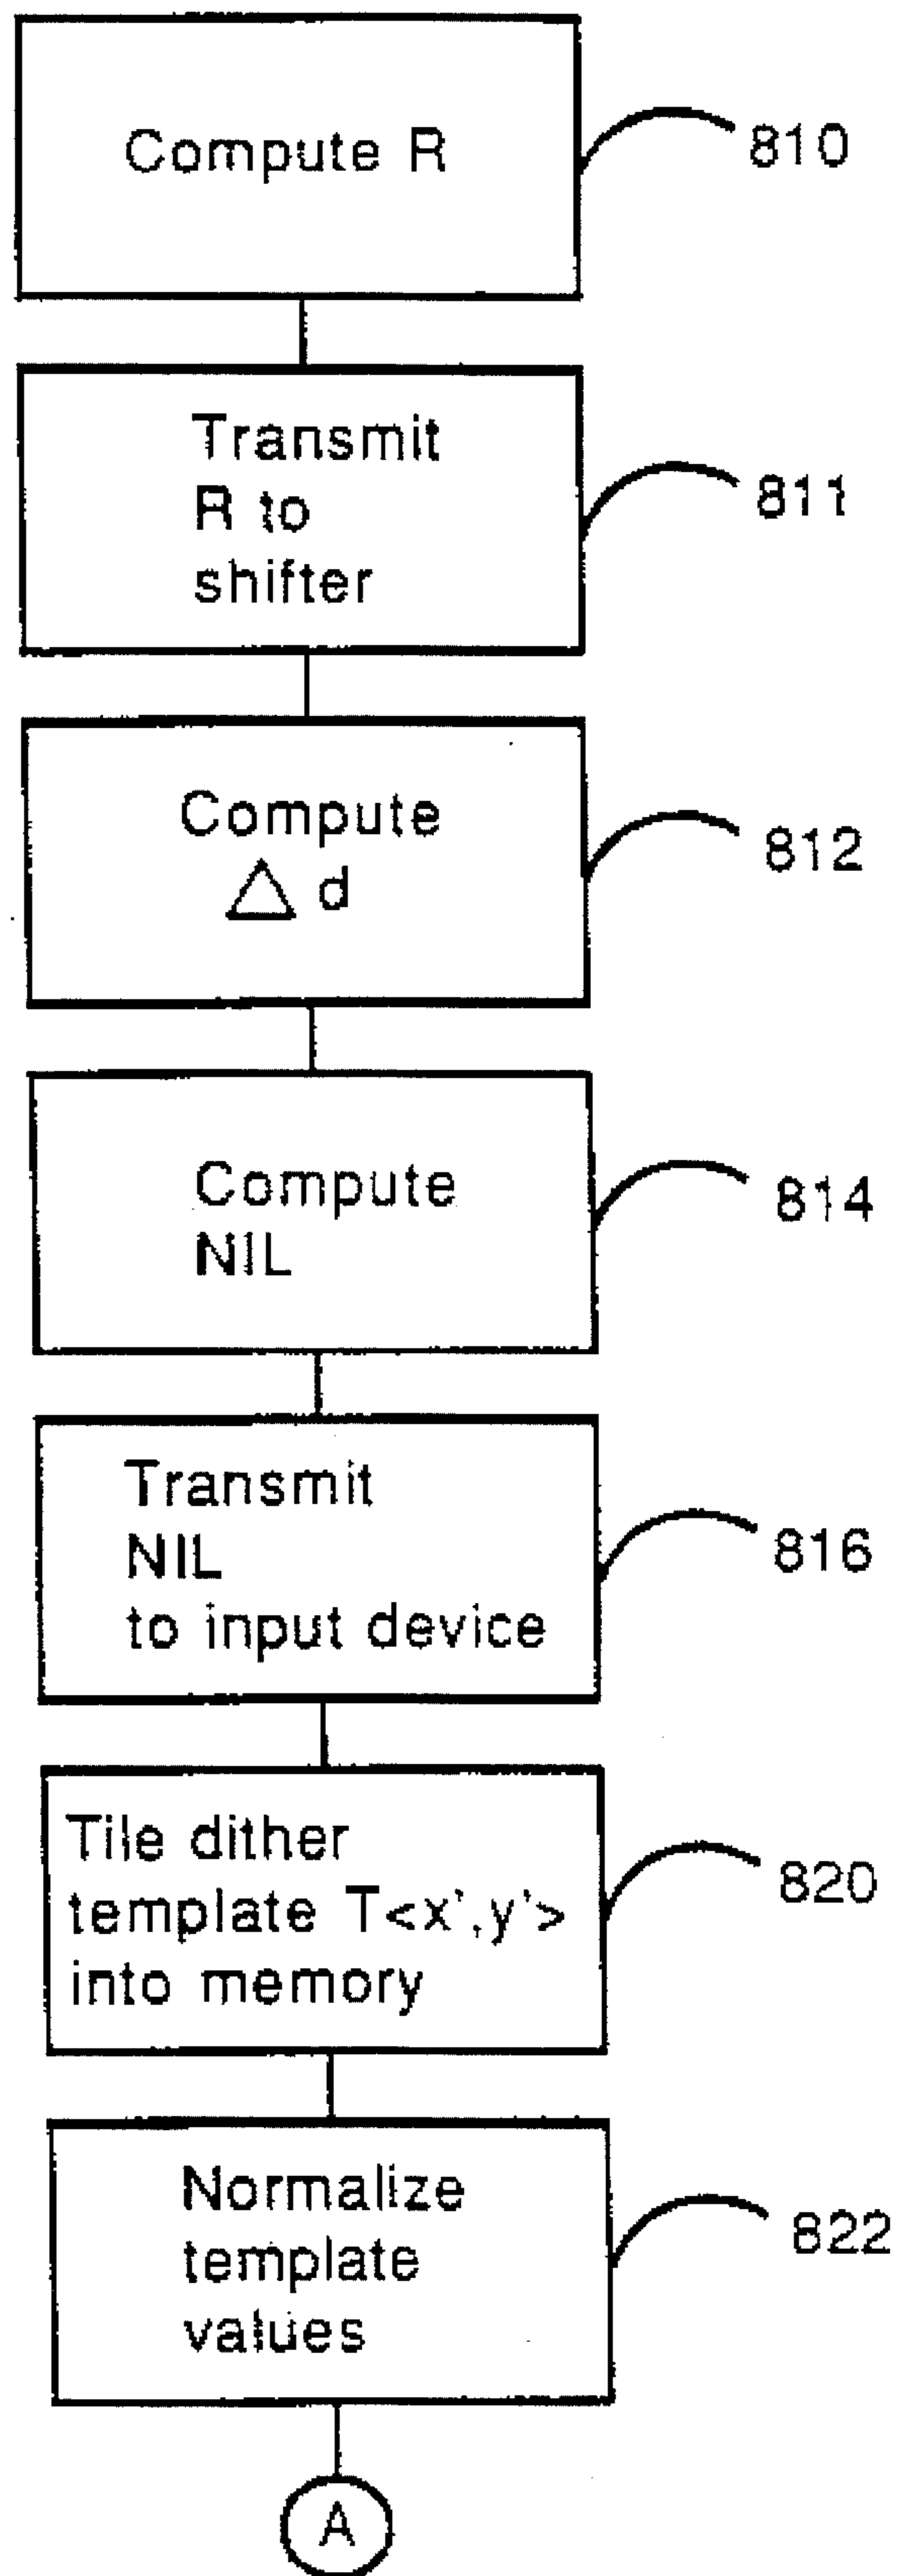 Compute R
810
Transmit
R to
shifter
811
Compute
△ d
812
Compute
NIL
814
Transmit
NIL
to input device
816
Tile dither
template T<x',y'>
into memory
820
Normalize
template
values
822
A